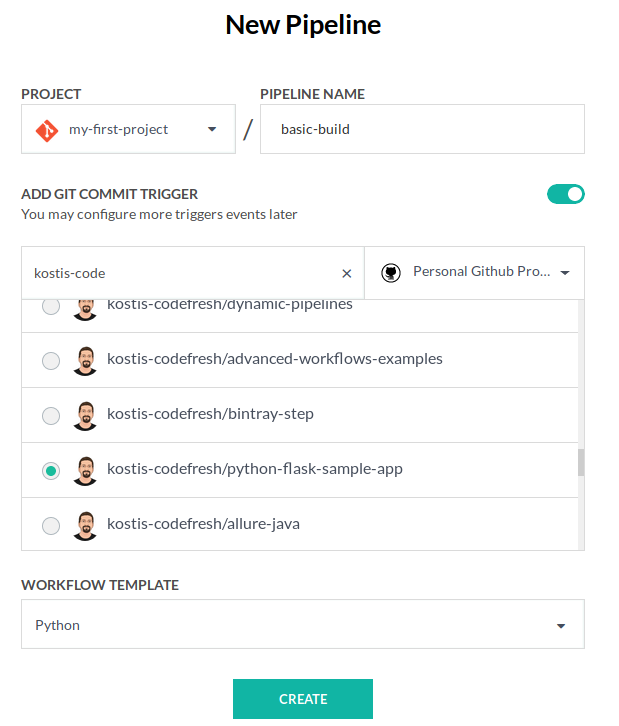 New Pipeline
PROJECT
PIPELINE NAME
my-first-project
/
basic-build
ADD GIT COMMIT TRIGGER
You may configure more triggers events later
kostis-code
Personal Github Pro...
kostis-codefresh/dynamic-pipelines
kostis-codefresh/advanced-workflows-examples
kostis-codefresh/bintray-step
kostis-codefresh/python-flask-sample-app
kostis-codefresh/allure-java
WORKFLOW TEMPLATE
Python
CREATE